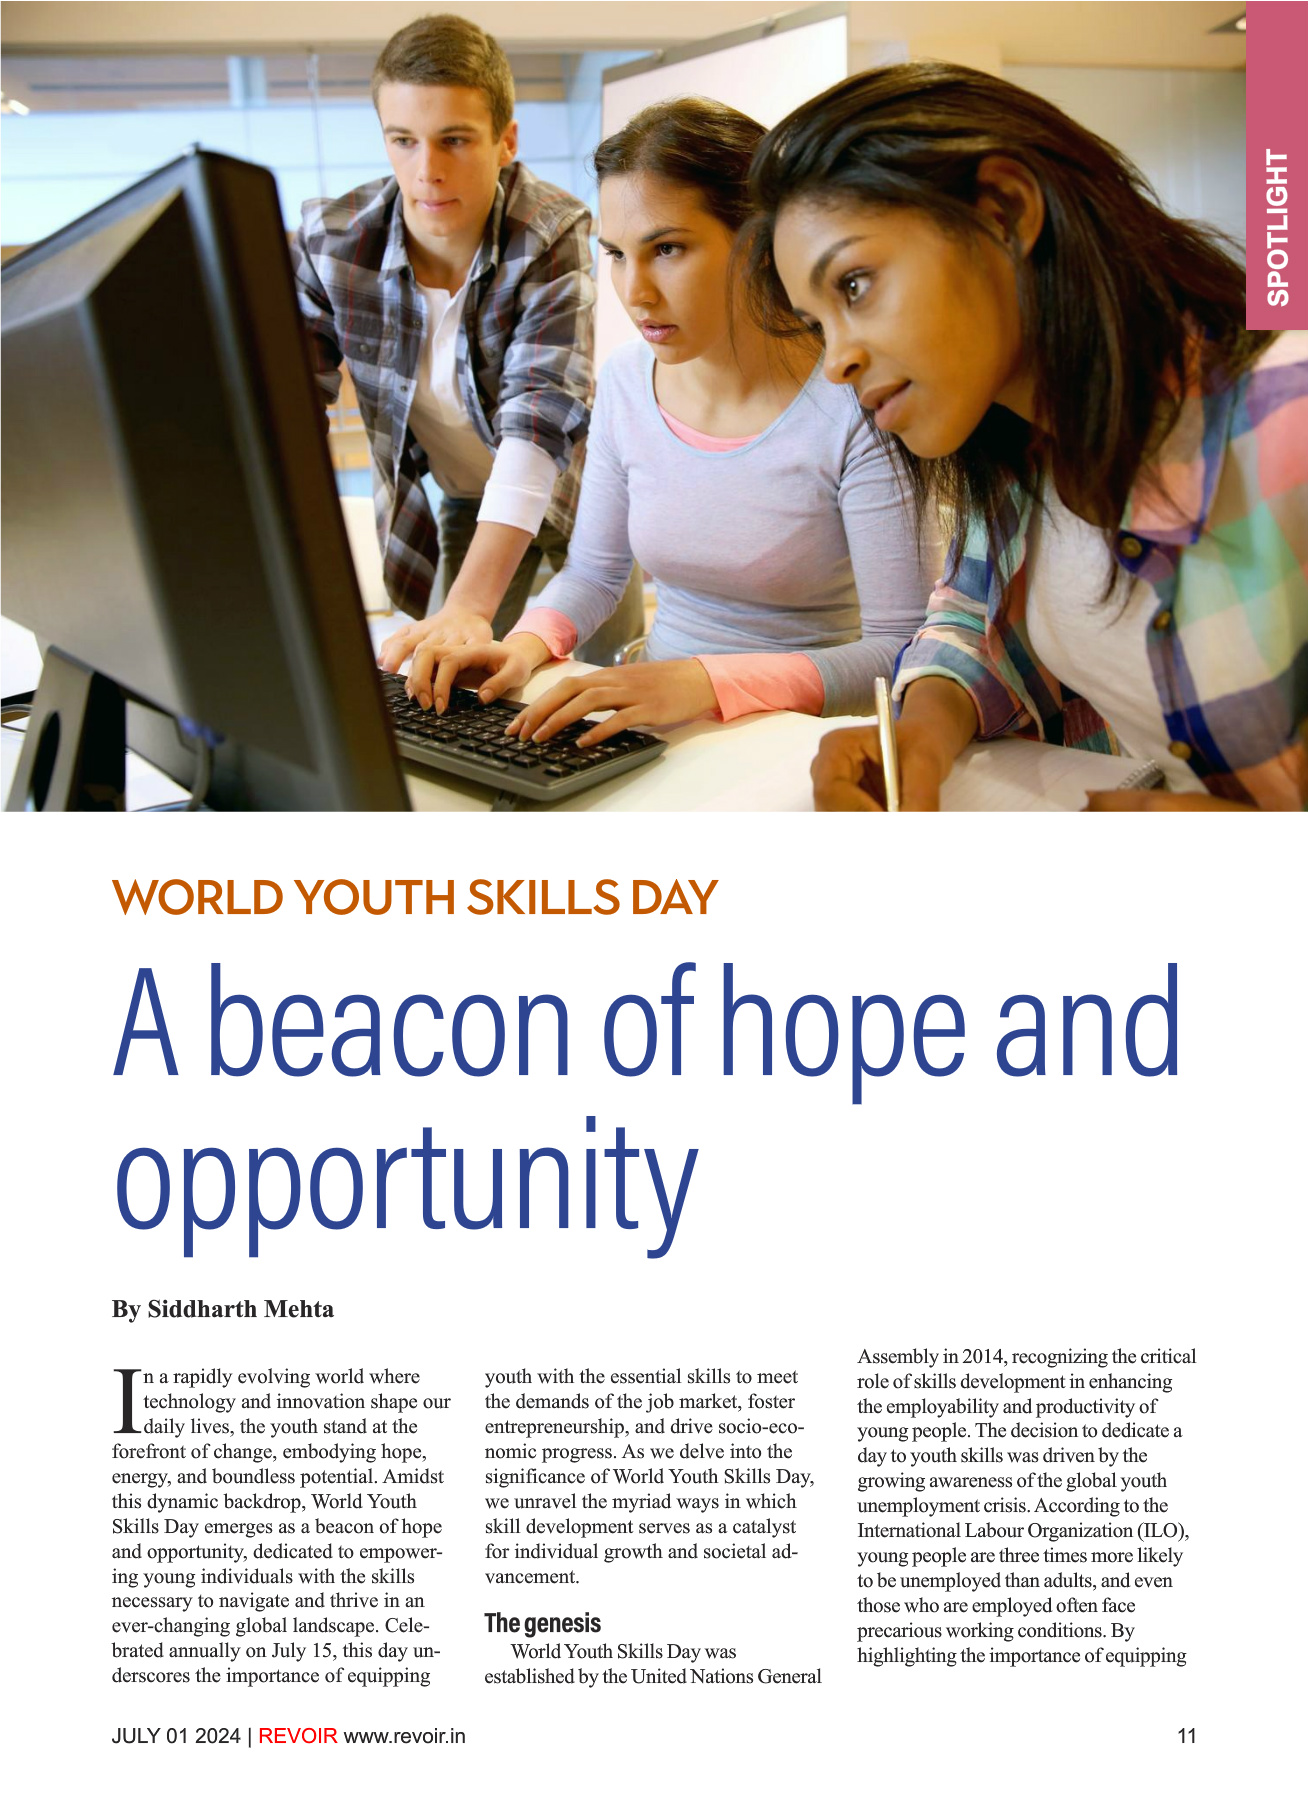 SPOTLIGHT
WORLD YOUTH SKILLS DAY
A beacon of hope and
opportunity
By Siddharth Mehta
In a rapidly evolving world where
technology and innovation shape our
daily lives, the youth stand at the
forefront of change, embodying hope,
energy, and boundless potential. Amidst
this dynamic backdrop, World Youth
Skills Day emerges as a beacon of hope
and opportunity, dedicated to empower-
ing young individuals with the skills
necessary to navigate and thrive in an
ever-changing global landscape. Cele-
brated annually on July 15, this day un-
derscores the importance of equipping
youth with the essential skills to meet
the demands of the job market, foster
entrepreneurship, and drive socio-eco-
nomic progress. As we delve into the
significance of World Youth Skills Day,
we unravel the myriad ways in which
skill development serves as a catalyst
for individual growth and societal ad-
vancement.
The genesis
World Youth Skills Day was
established by the United Nations General
Assembly in 2014, recognizing the critical
role of skills development in enhancing
the employability and productivity of
young people. The decision to dedicate a
day to youth skills was driven by the
growing awareness of the global youth
unemployment crisis. According to the
International Labour Organization (ILO),
young people are three times more likely
to be unemployed than adults, and even
those who are employed often face
precarious working conditions. By
highlighting the importance of equipping
JULY 01 2024 | REVOIR www.revoir.in
11